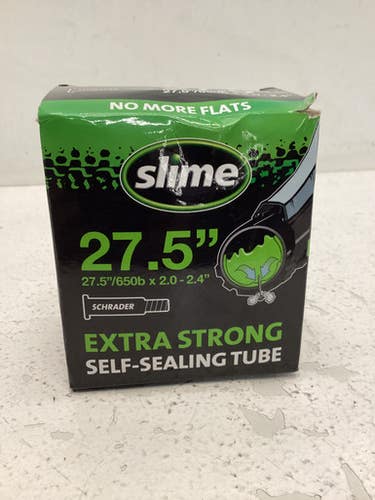 NO MORE FLATS
slime
27.5”
27.5”/650b x 2.0 - 2.4”
SCHRADER
EXTRA STRONG
SELF-SEALING TUBE